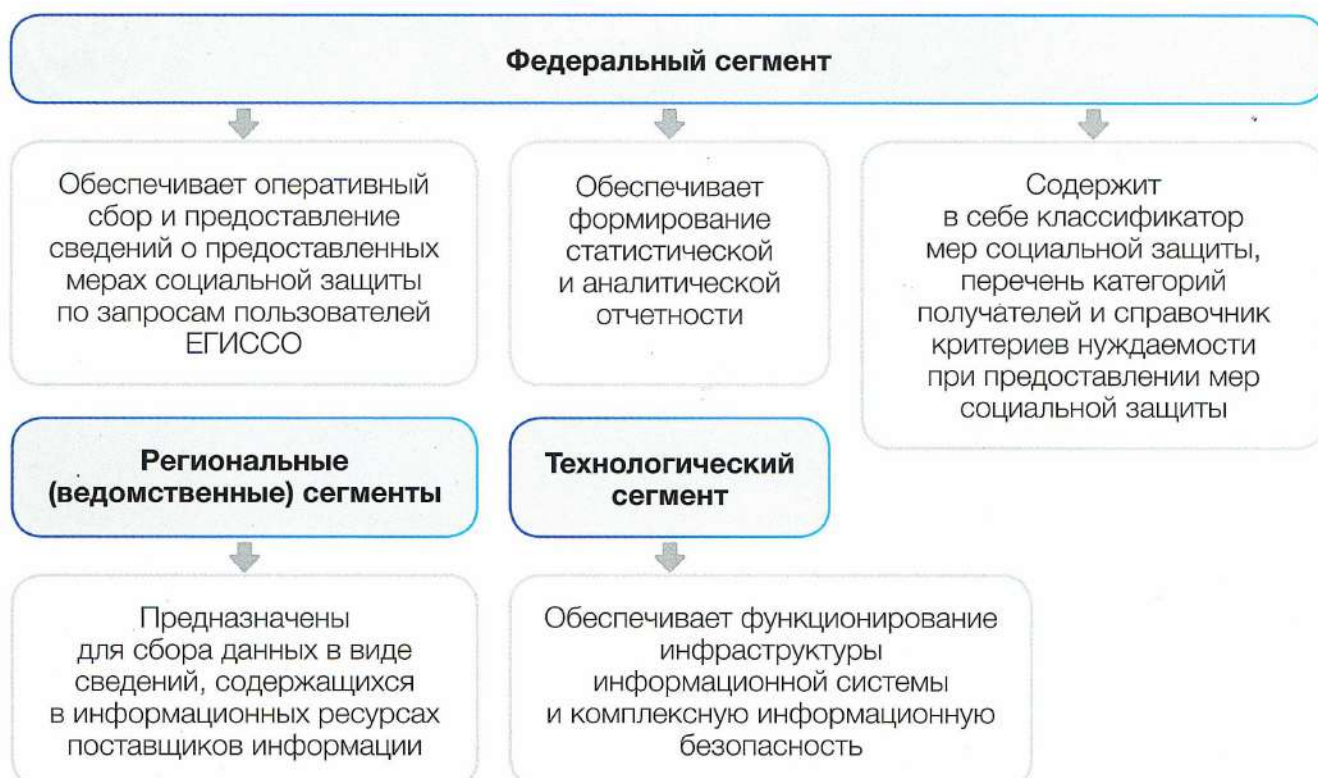 Федеральный сегмент
Обеспечивает оперативный
сбор и предоставление
сведений о предоставленных
мерах социальной защиты
по запросам пользователей
ЕГИССО
Обеспечивает
формирование
статистической
и аналитической
отчетности
Содержит
в себе классификатор
мер социальной защиты,
перечень категорий
получателей и справочник
критериев нуждаемости
при предоставлении мер
социальной защиты
Региональные
(ведомственные) сегменты
Предназначены
для сбора данных в виде
сведений, содержащихся
в информационных ресурсах
поставщиков информации
Технологический
сегмент
Обеспечивает функционирование
инфраструктуры
информационной системы
и комплексную информационную
безопасность